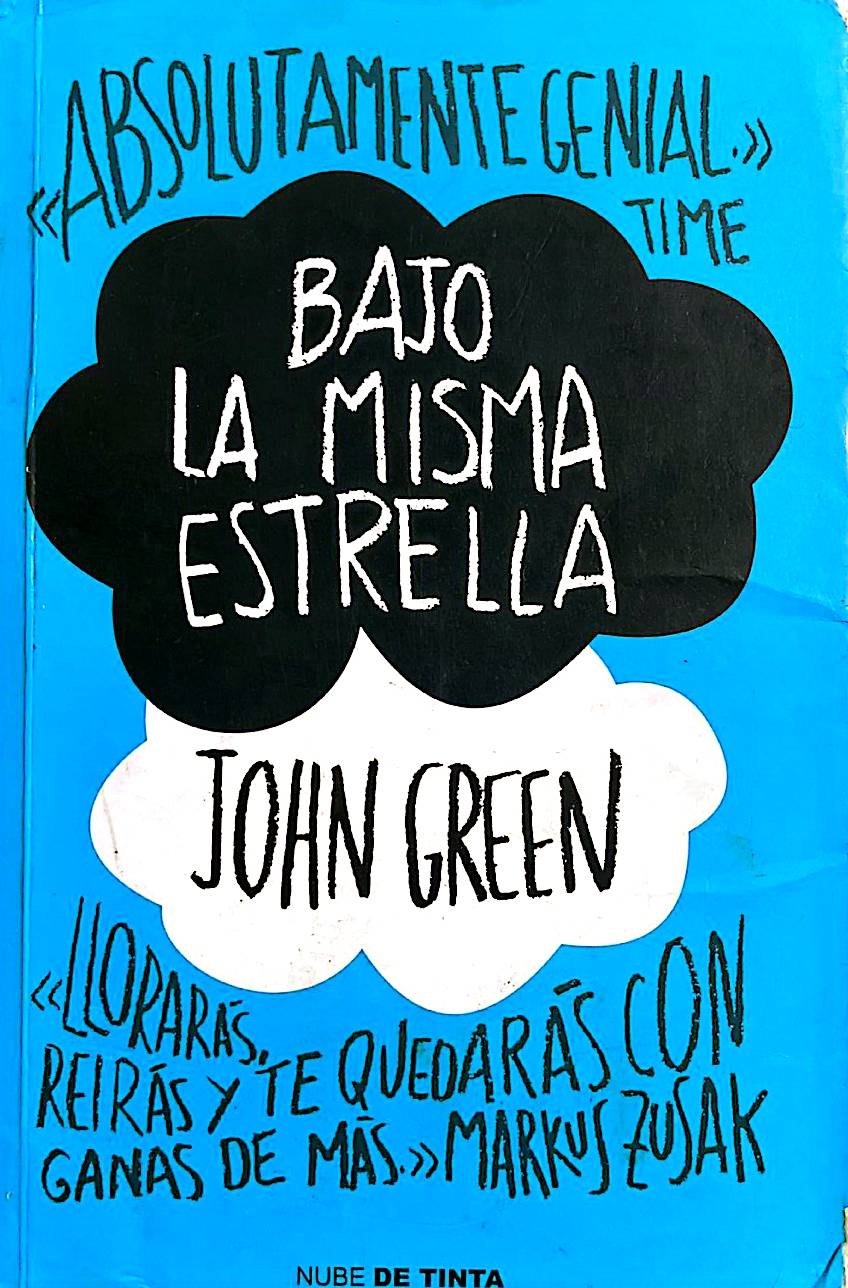 «ABSOLUTAMENTE GENIAL.»
TIME
BAJO
LA MISMA
ESTRELLA
JOHN GREEN
«LLORARÁS,
REIRÁS Y TE QUEDARÁS CON
GANAS DE MÁS.» MARKUS ZUSAK
NUBE DE TINTA